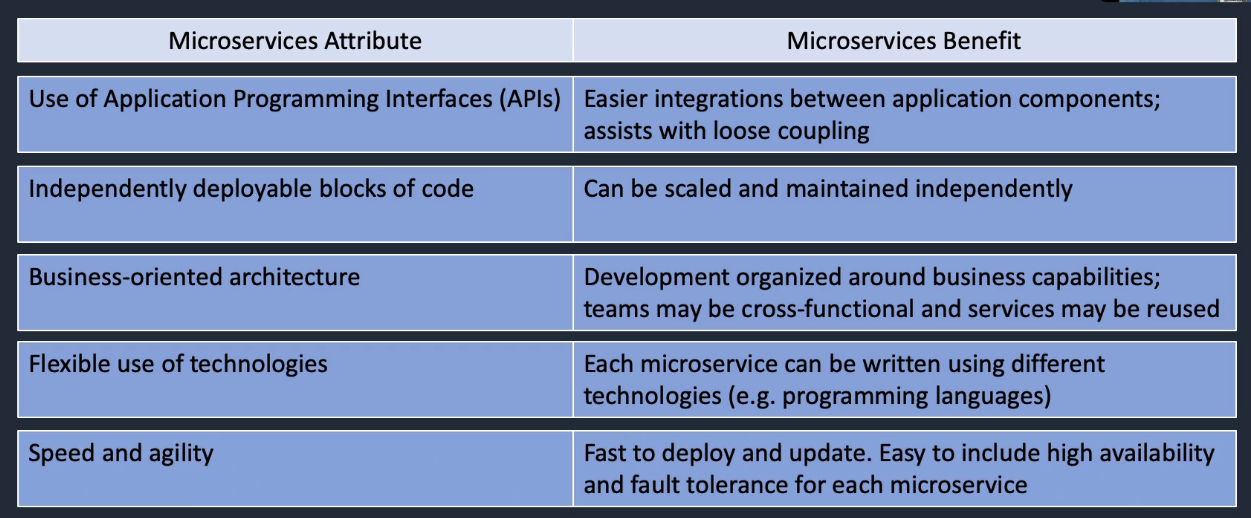 Microservices Attribute
Microservices Benefit
Use of Application Programming Interfaces (APIs)
Easier integrations between application components;
assists with loose coupling
Independently deployable blocks of code
Can be scaled and maintained independently
Business-oriented architecture
Development organized around business capabilities;
teams may be cross-functional and services may be reused
Flexible use of technologies
Each microservice can be written using different
technologies (e.g. programming languages)
Speed and agility
Fast to deploy and update. Easy to include high availability
and fault tolerance for each microservice